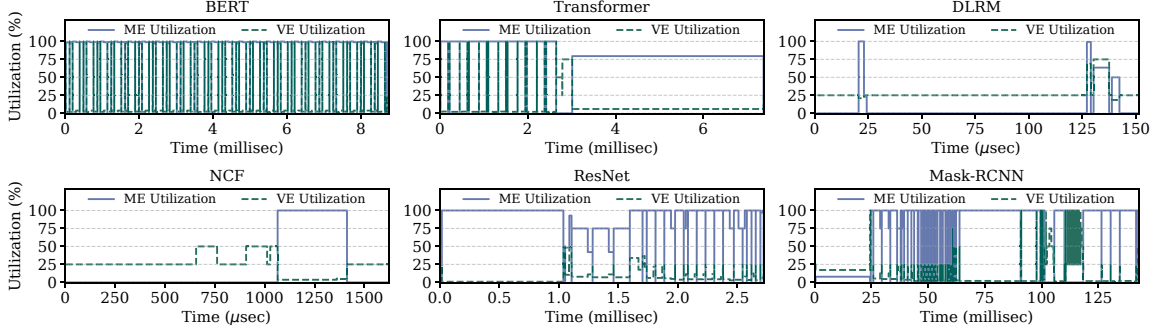 BERT
Transformer
DLRM
Utilization (%)
ME Utilization VE Utilization
ME Utilization VE Utilization
ME Utilization VE Utilization
100
75
50
25
0
100
75
50
25
0
100
75
50
25
0
0 2 4 6 8
0 2 4 6
0 25 50 75 100 125 150
Time (millisec)
Time (millisec)
Time (μsec)
NCF
ResNet
Mask-RCNN
Utilization (%)
ME Utilization VE Utilization
ME Utilization VE Utilization
ME Utilization VE Utilization
100
75
50
25
0
100
75
50
25
0
100
75
50
25
0
0 250 500 750 1000 1250 1500
0.0 0.5 1.0 1.5 2.0 2.5
0 25 50 75 100 125
Time (μsec)
Time (millisec)
Time (millisec)